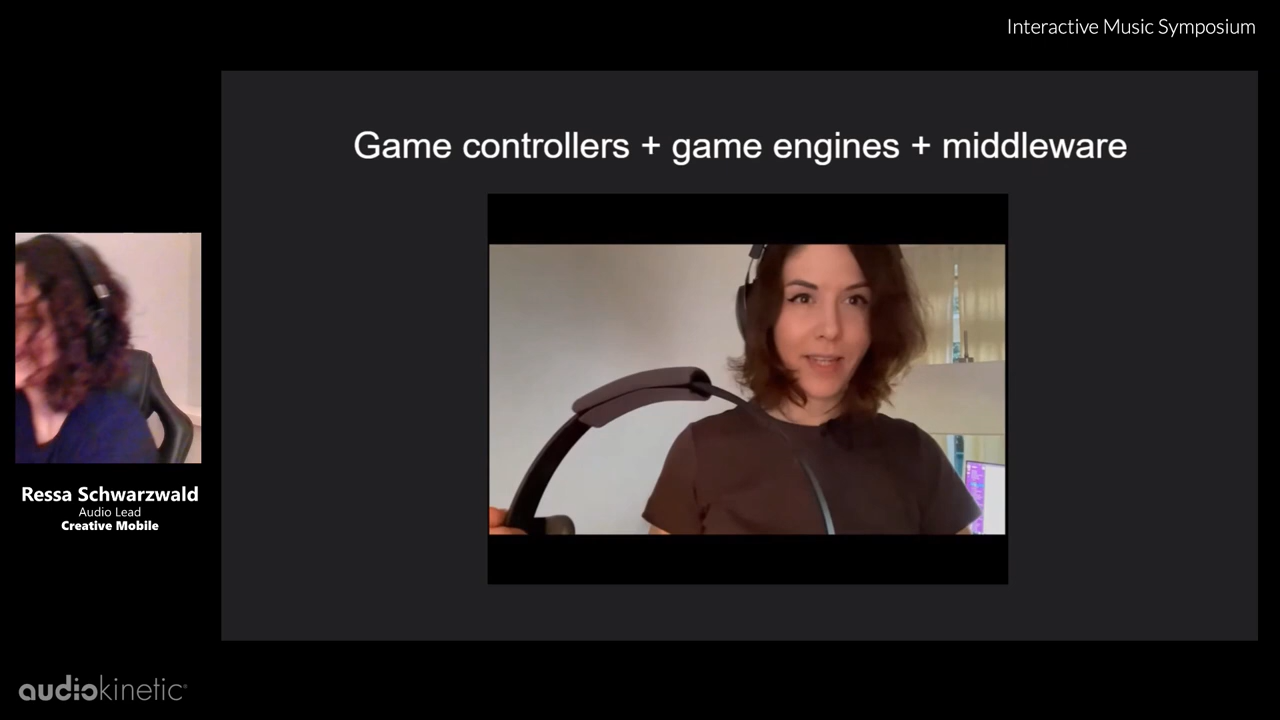 Interactive Music Symposium
Game controllers + game engines + middleware
Ressa Schwarzwald
Audio Lead
Creative Mobile
audiokinetic